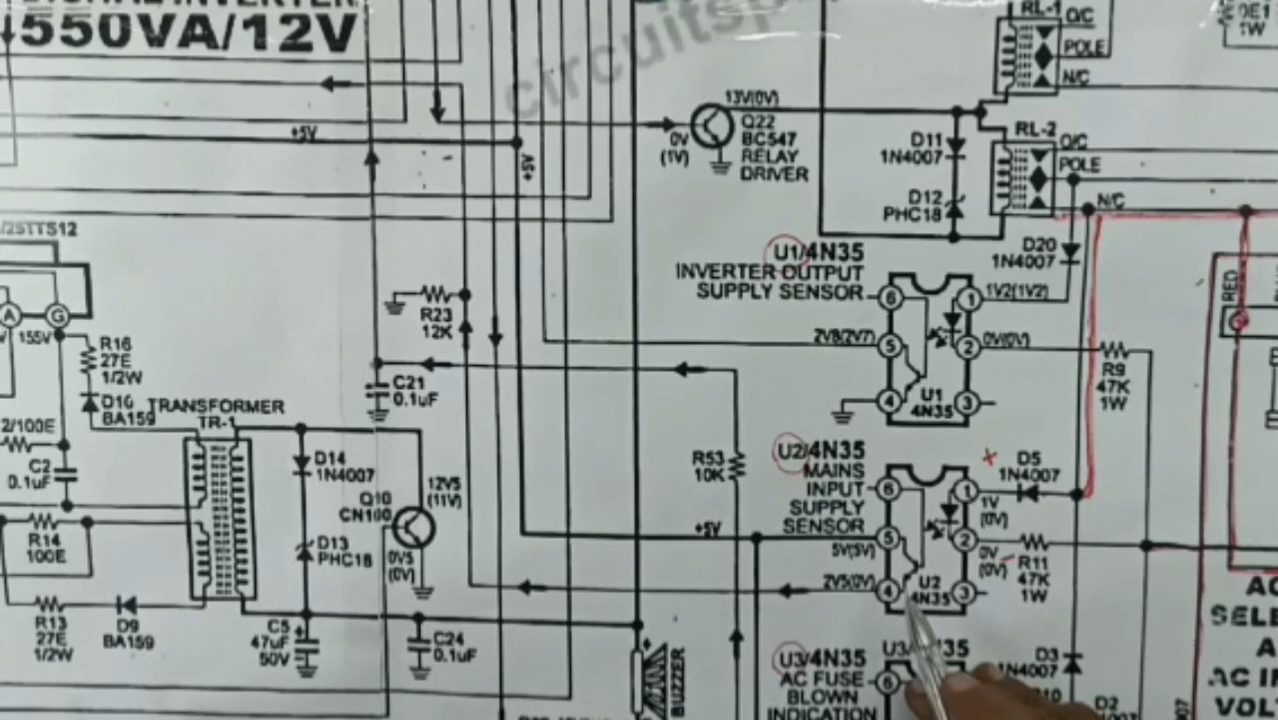 DIGITAL INVERTER
550VA/12V
circuitsp
RL-1
O/C
POLE
N/C
0E1
1W
13V(0V)
+5V
+5V
0V
(1V)
Q22
BC547
RELAY
DRIVER
D11
1N4007
D12
PHC18
RL-2
O/C
POLE
N/C
/25TTS12
A
G
155V
R16
27E
1/2W
D10
BA159
R23
12K
C21
0.1uF
U1/4N35
INVERTER OUTPUT
SUPPLY SENSOR
D20
1N4007
6
1
1V2(1V2)
2V8(2V7)
5
2
0V(0V)
4
3
U1
4N35
R9
47K
1W
RED
TRANSFORMER
TR-1
2/100E
C2
0.1uF
R14
100E
R13
27E
1/2W
D9
BA159
D14
1N4007
Q10
CN100
12V5
(11V)
D13
PHC18
0V5
(0V)
C5
47uF
50V
C24
0.1uF
R53
10K
U2/4N35
MAINS
INPUT
SUPPLY
SENSOR
D5
1N4007
6
1
1V
(0V)
+5V
5V(5V)
5
2
0V
(0V)
R11
47K
1W
2V5(0V)
4
3
U2
4N35
BUZZER
U3/4N35
AC FUSE
BLOWN
INDICATION
6
D3
1N4007
D2
AC
SELE
A
AC I
VOL